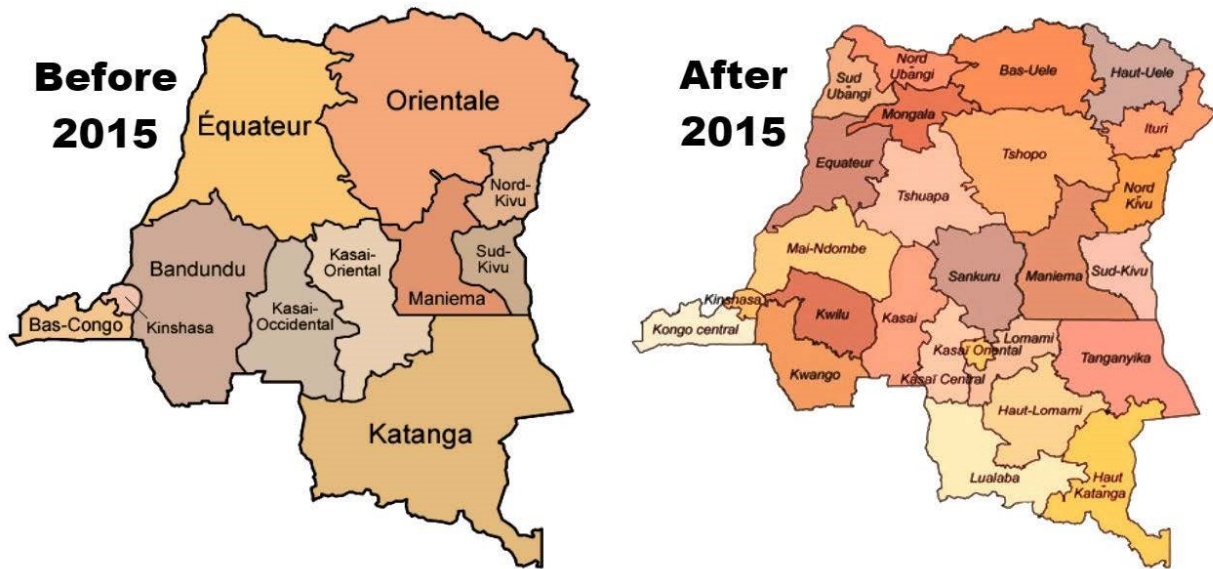 Before
2015
Équateur
Orientale
Nord-
Kivu
Bandundu
Kasai-
Oriental
Sud-
Kivu
Maniema
Kasai-
Occidental
Bas-Congo
Kinshasa
Katanga
After
2015
Nord
Ubangi
Sud
Ubangi
Bas-Uele
Haut-Uele
Mongala
Ituri
Equateur
Tshopo
Tshuapa
Nord
Kivu
Mai-Ndombe
Sankuru
Maniema
Sud-Kivu
Kinshasa
Kongo central
Kwilu
Kasai
Lomami
Kasaï Oriental
Tanganyika
Kwango
Kasaï Central
Haut-Lomami
Lualaba
Haut
Katanga